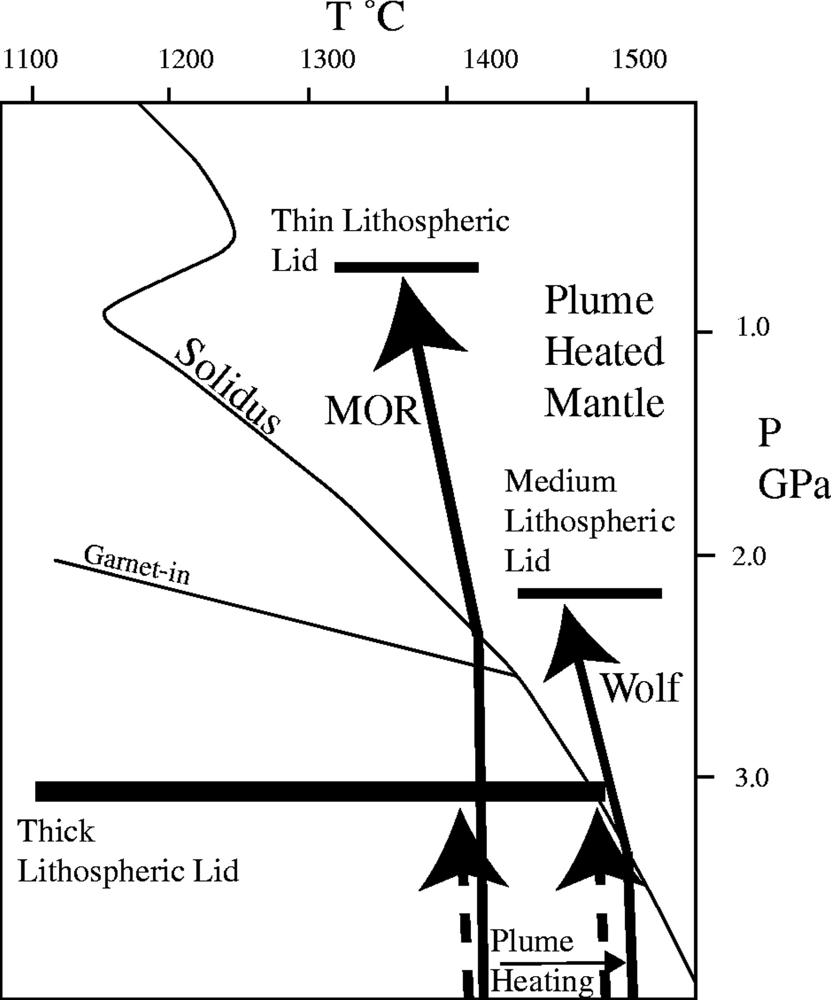 T °C
1100 1200 1300 1400 1500
Thin Lithospheric
Lid
Plume
Heated
Mantle
1.0
Solidus
MOR
P
GPa
Medium
Lithospheric
Lid
2.0
Garnet-in
Wolf
3.0
Thick
Lithospheric Lid
Plume
Heating